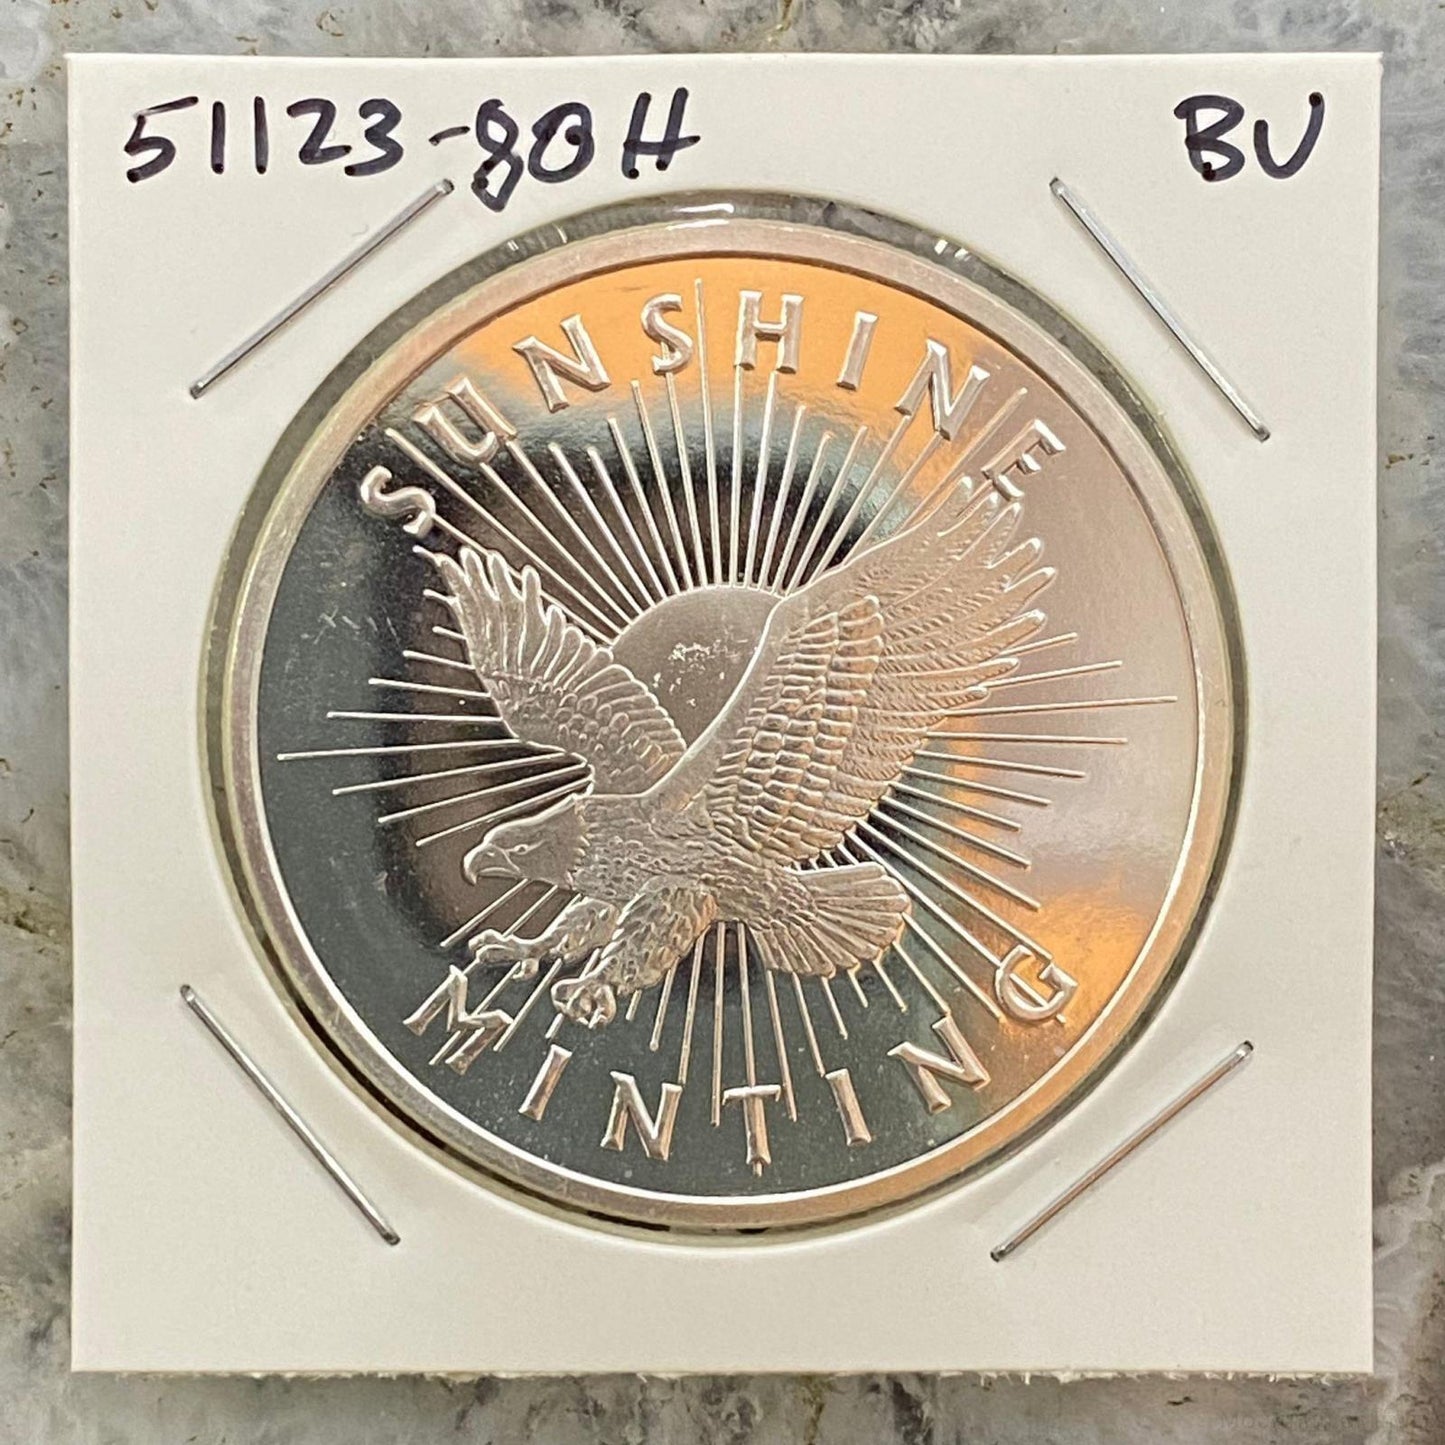 51123-80H BU
SUNSHINE
MINTING